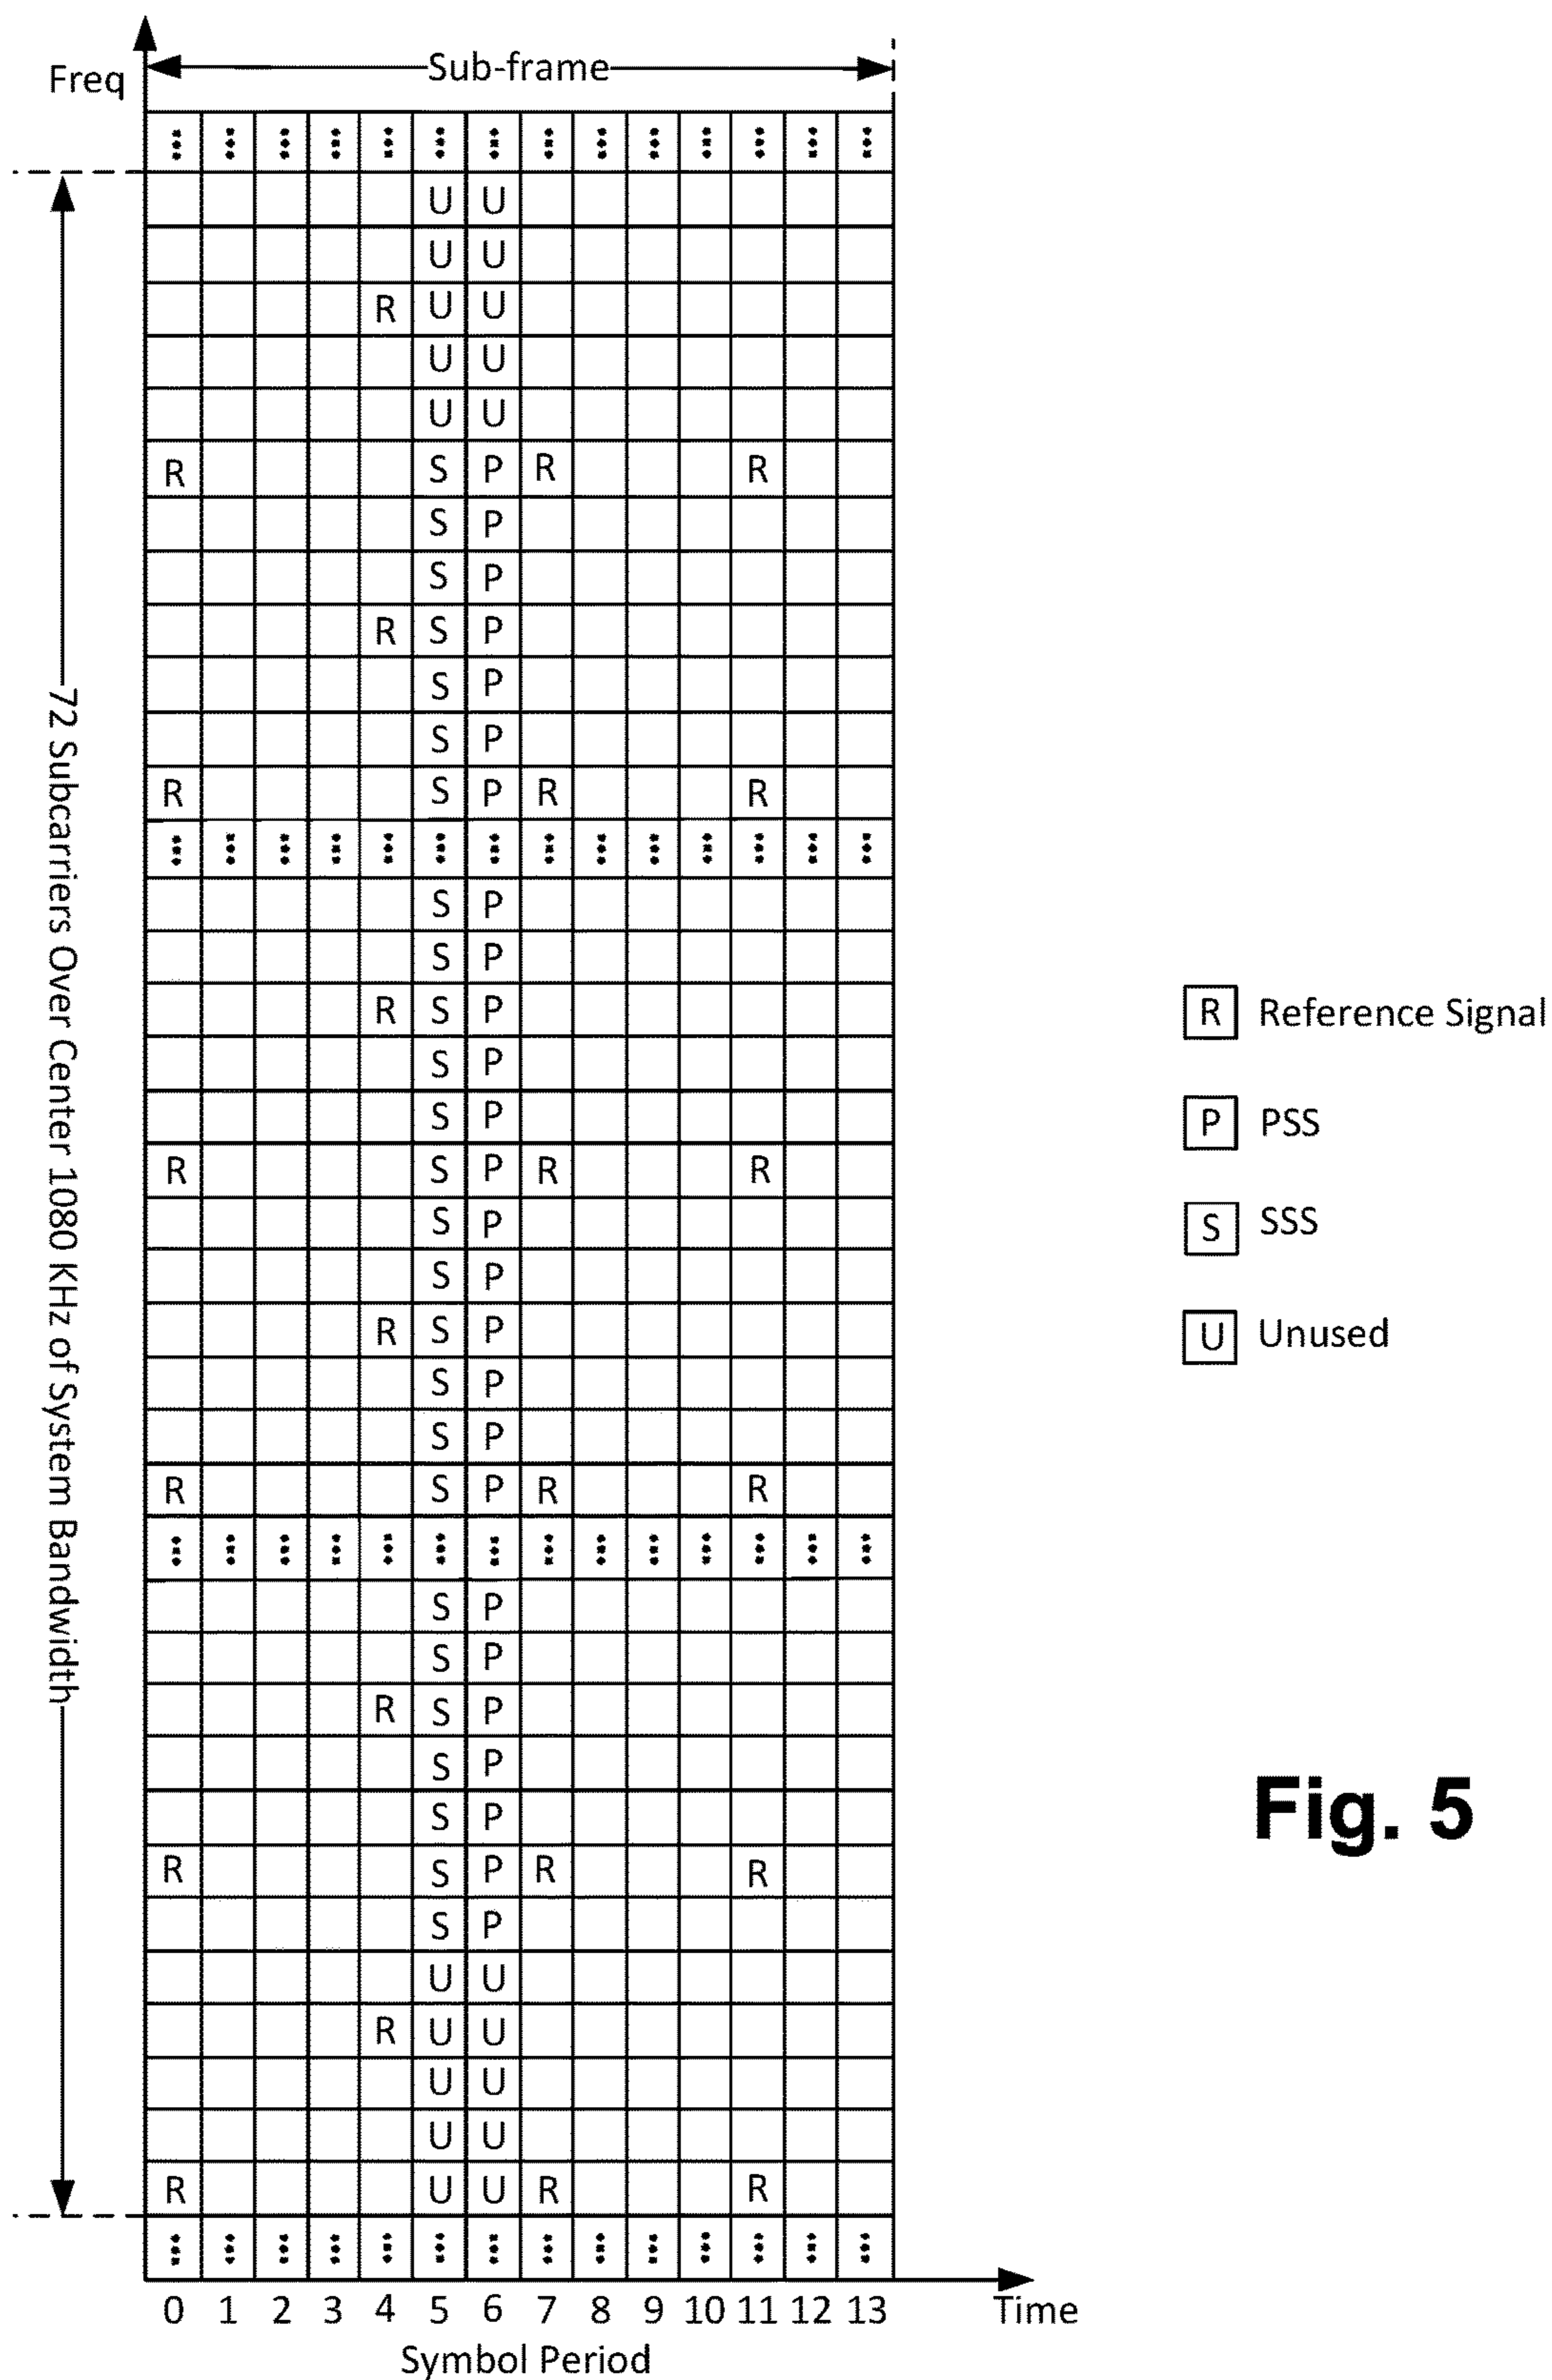 Freq
Sub-frame
U U
U U
R U U
U U
U U
R S P R R
S P
S P
R S P
S P
S P
R S P R R
S P
S P
R S P
S P
S P
R S P R R
S P
S P
R S P
S P
S P
R S P R R
S P
S P
R S P
S P
S P
R S P R R
S P
U U
R U U
U U
U U
R U U R R
0 1 2 3 4 5 6 7 8 9 10 11 12 13
Time
Symbol Period
72 Subcarriers Over Center 1080 KHz of System Bandwidth
R Reference Signal
P PSS
S SSS
U Unused
Fig. 5